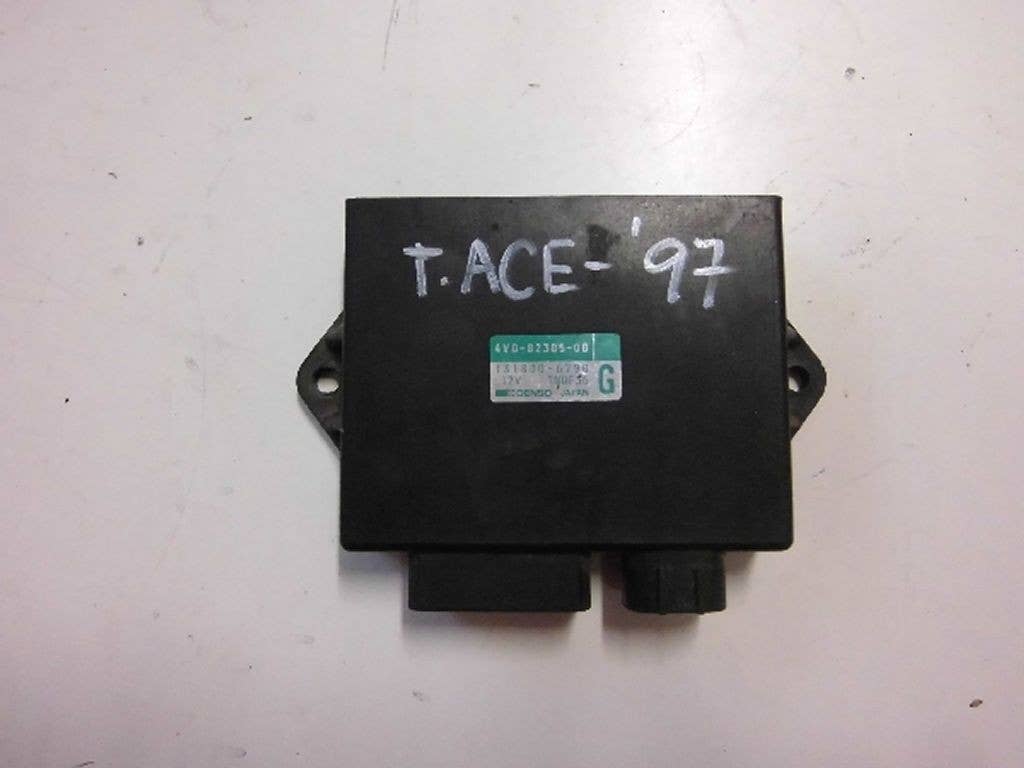 T.ACE-'97
4VD-82305-00
131800-6790
12V
G
DENSO JAPAN